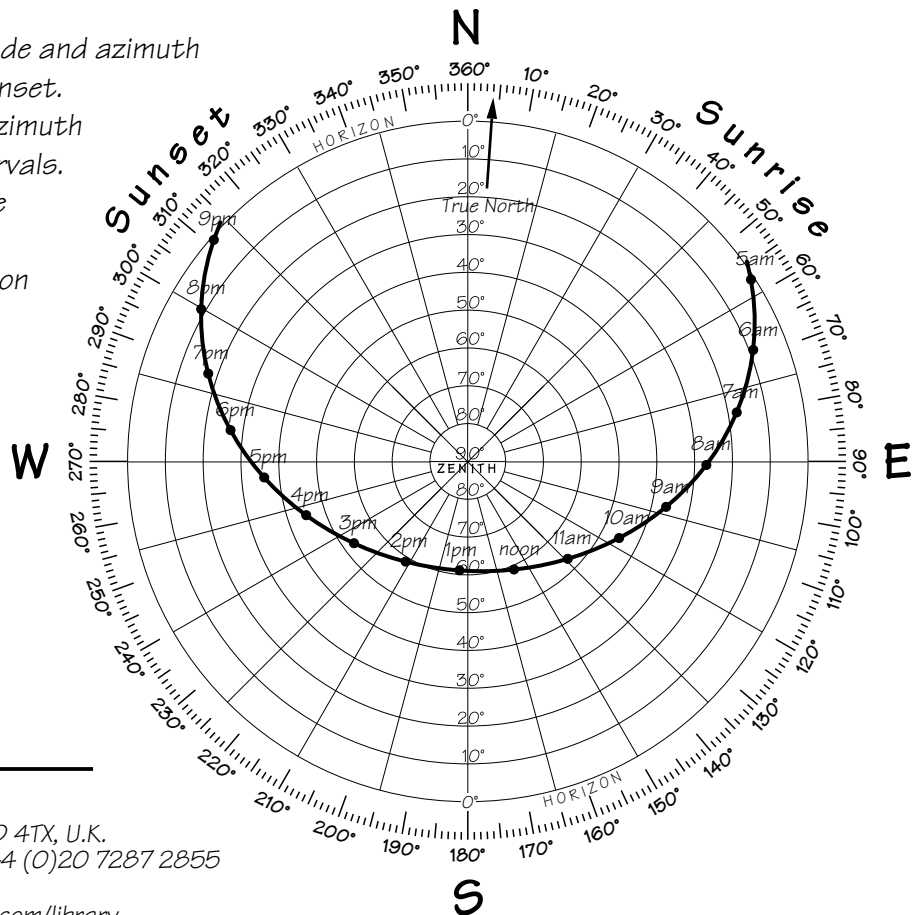 N
de and azimuth
nset.
zimuth
rvals.
e
on
Sunset
Sunrise
HORIZON
360°
10°
20°
30°
40°
50°
60°
70°
80°
90°
100°
110°
120°
130°
140°
150°
160°
170°
180°
190°
200°
210°
220°
230°
240°
250°
260°
270°
280°
290°
300°
310°
320°
330°
340°
350°
0°
10°
20°
True North
30°
40°
50°
60°
70°
80°
90°
ZENITH
80°
70°
60°
50°
40°
30°
20°
10°
0°
HORIZON
5am
6am
7am
8am
9am
10am
11am
noon
1pm
2pm
3pm
4pm
5pm
6pm
7pm
8pm
9pm
W
E
S
4TX, U.K.
4 (0)20 7287 2855
com/library